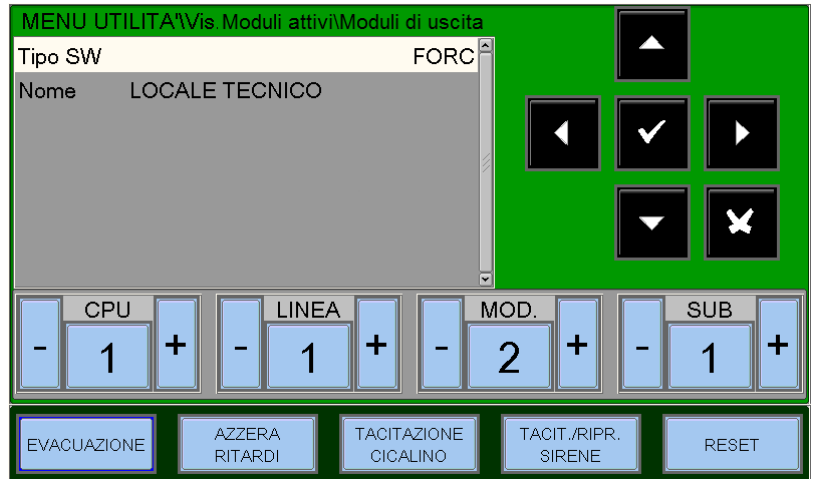 MENU UTILITA'\Vis.Moduli attivi\Moduli di uscita
Tipo SW FORC
Nome LOCALE TECNICO
CPU LINEA MOD. SUB
- 1 + - 1 + - 2 + - 1 +
EVACUAZIONE
AZZERA
RITARDI
TACITAZIONE
CICALINO
TACIT./RIPR.
SIRENE
RESET